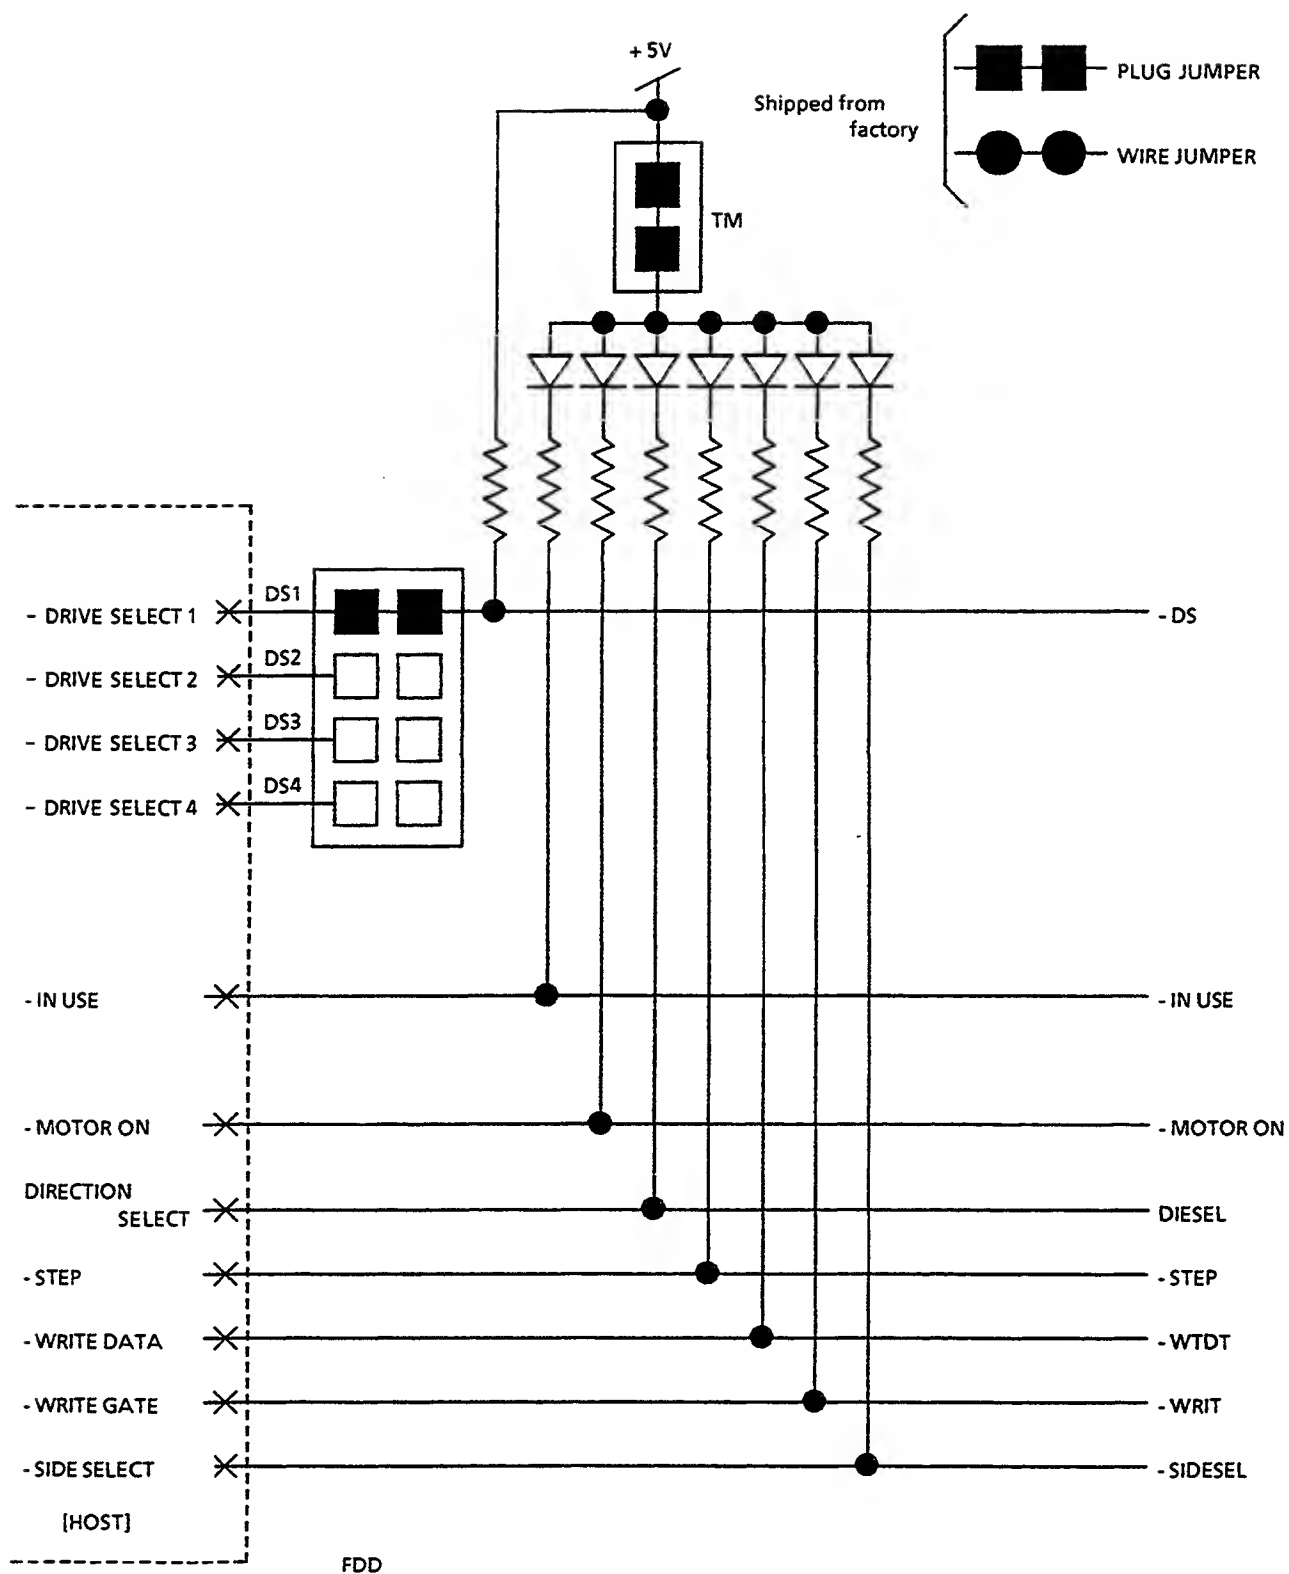 + 5V
Shipped from
factory
PLUG JUMPER
WIRE JUMPER
TM
DS1
- DRIVE SELECT 1
- DS
DS2
- DRIVE SELECT 2
DS3
- DRIVE SELECT 3
DS4
- DRIVE SELECT 4
- IN USE
- IN USE
- MOTOR ON
- MOTOR ON
DIRECTION
SELECT
DIESEL
- STEP
- STEP
- WRITE DATA
- WTDT
- WRITE GATE
- WRIT
- SIDE SELECT
- SIDESEL
[HOST]
FDD